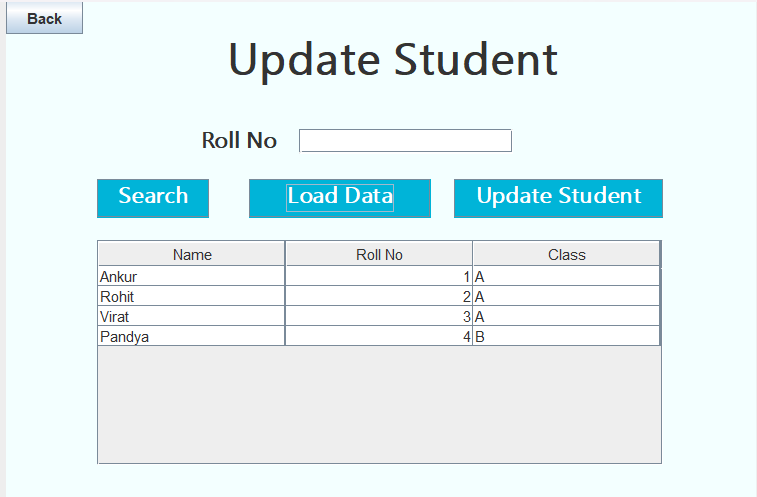 Back
Update Student
Roll No
Search Load Data Update Student
Name Roll No Class
Ankur 1 A
Rohit 2 A
Virat 3 A
Pandya 4 B